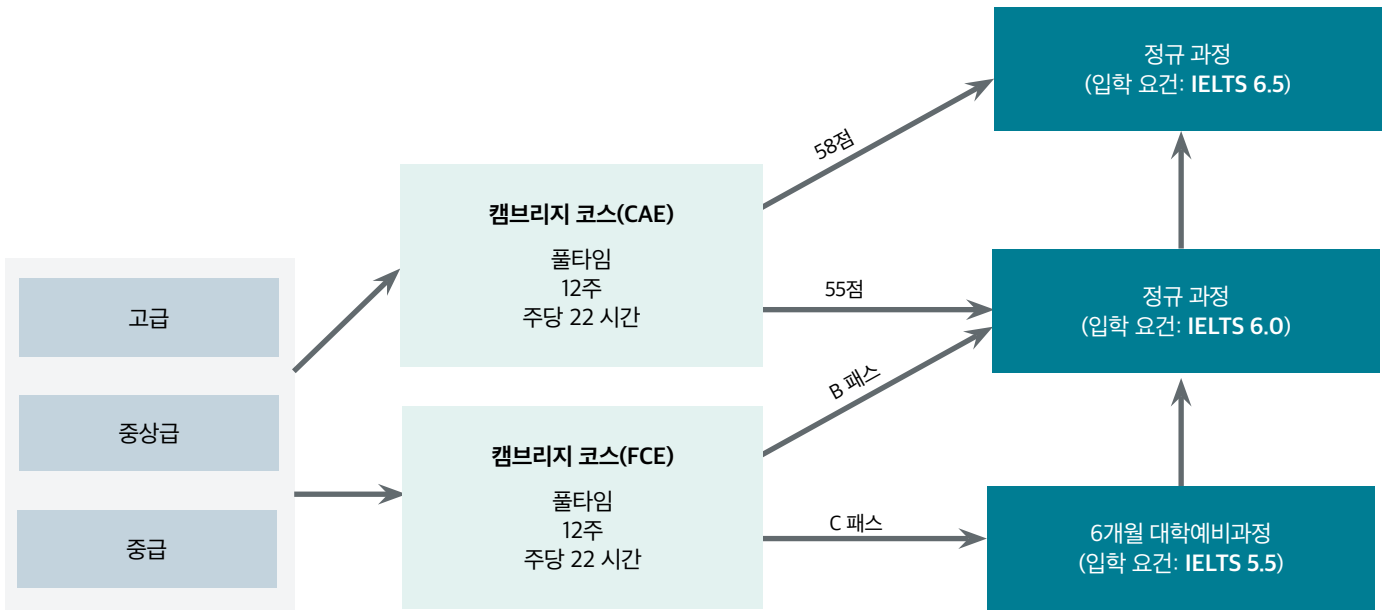 고급
중상급
중급
캠브리지 코스(CAE)
풀타임
12주
주당 22 시간
캠브리지 코스(FCE)
풀타임
12주
주당 22 시간
58점
55점
B 패스
C 패스
정규 과정
(입학 요건: IELTS 6.5)
정규 과정
(입학 요건: IELTS 6.0)
6개월 대학예비과정
(입학 요건: IELTS 5.5)